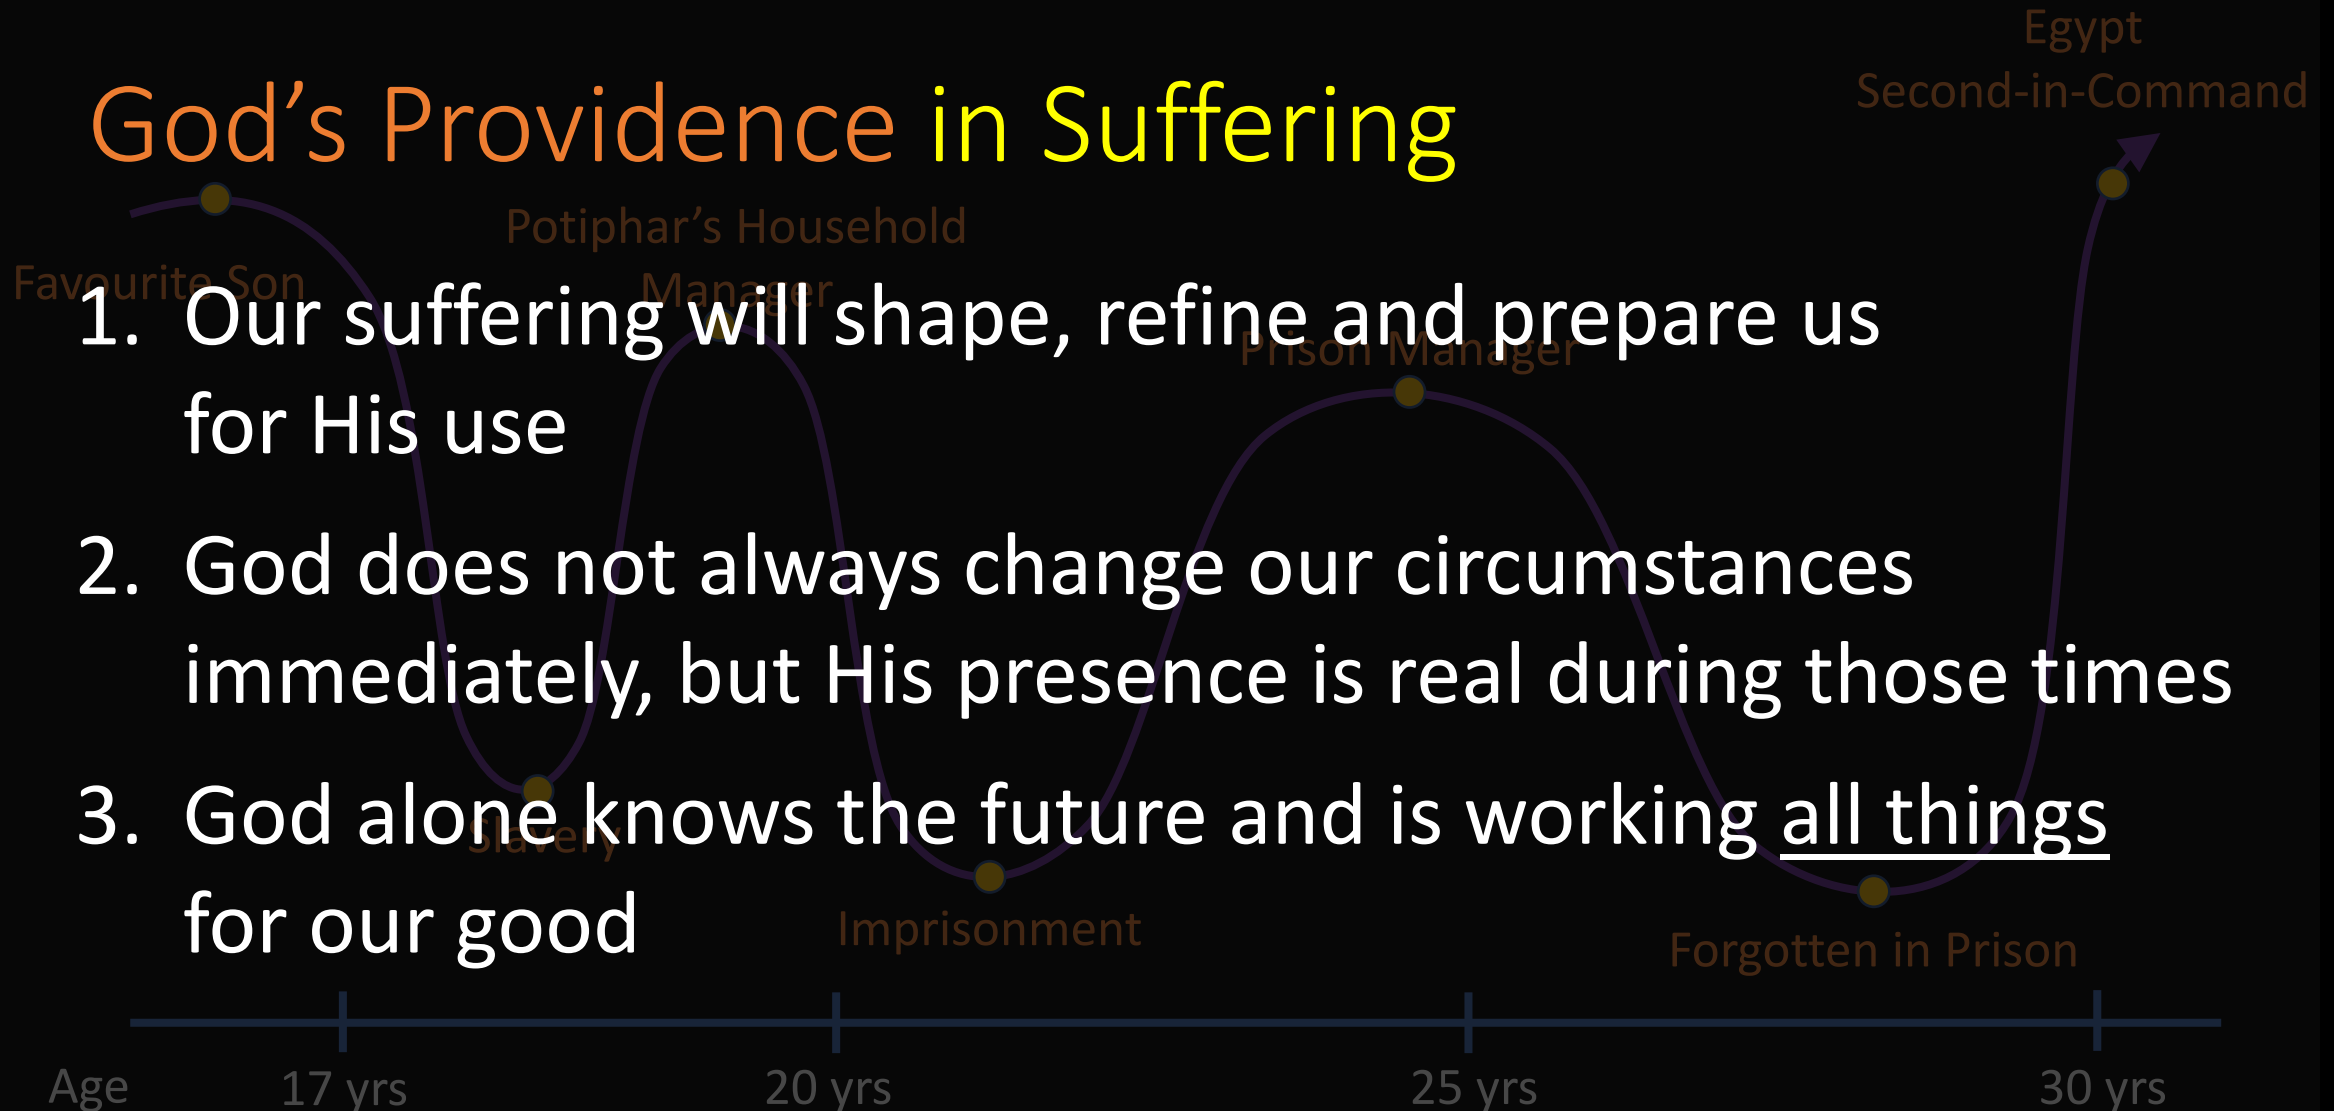 Egypt
Second-in-Command
God’s Providence in Suffering
Potiphar’s Household
Manager
Favourite Son
1. Our suffering will shape, refine and prepare us
for His use
Prison Manager
2. God does not always change our circumstances
immediately, but His presence is real during those times
3. God alone knows the future and is working all things
for our good
Slavery
Imprisonment
Forgotten in Prison
Age 17 yrs 20 yrs 25 yrs 30 yrs